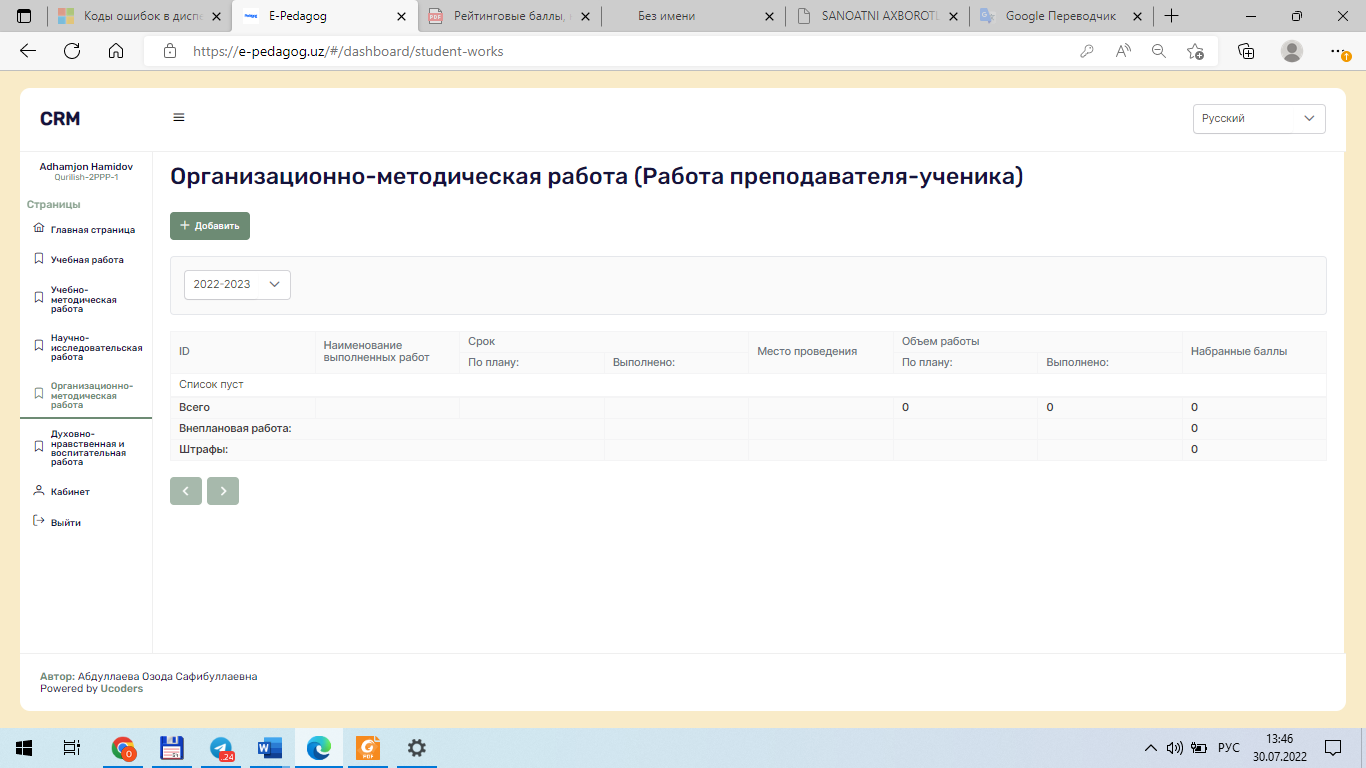 Коды ошибок в диспе
E-Pedagog
Рейтинговые баллы,
Без имени
SANOATNI AXBOROTL
Google Переводчик
https://e-pedagog.uz/#/dashboard/student-works
CRM
Русский
Adhamjon Hamidov
Qurilish-2PPP-1
Страницы
Главная страница
Учебная работа
Учебно-
методическая
работа
Научно-
исследовательская
работа
Организационно-
методическая
работа
Духовно-
нравственная и
воспитательная
работа
Кабинет
Выйти
Организационно-методическая работа (Работа преподавателя-ученика)
+ Добавить
2022-2023
ID
Наименование
выполненных работ
Срок
По плану:
Выполнено:
Место проведения
Объем работы
По плану:
Выполнено:
Набранные баллы
Список пуст
Всего 0 0 0
Внеплановая работа: 0
Штрафы: 0
Автор: Абдуллаева Озода Сафибуллаевна
Powered by Ucoders
24
РУС
13:46
30.07.2022